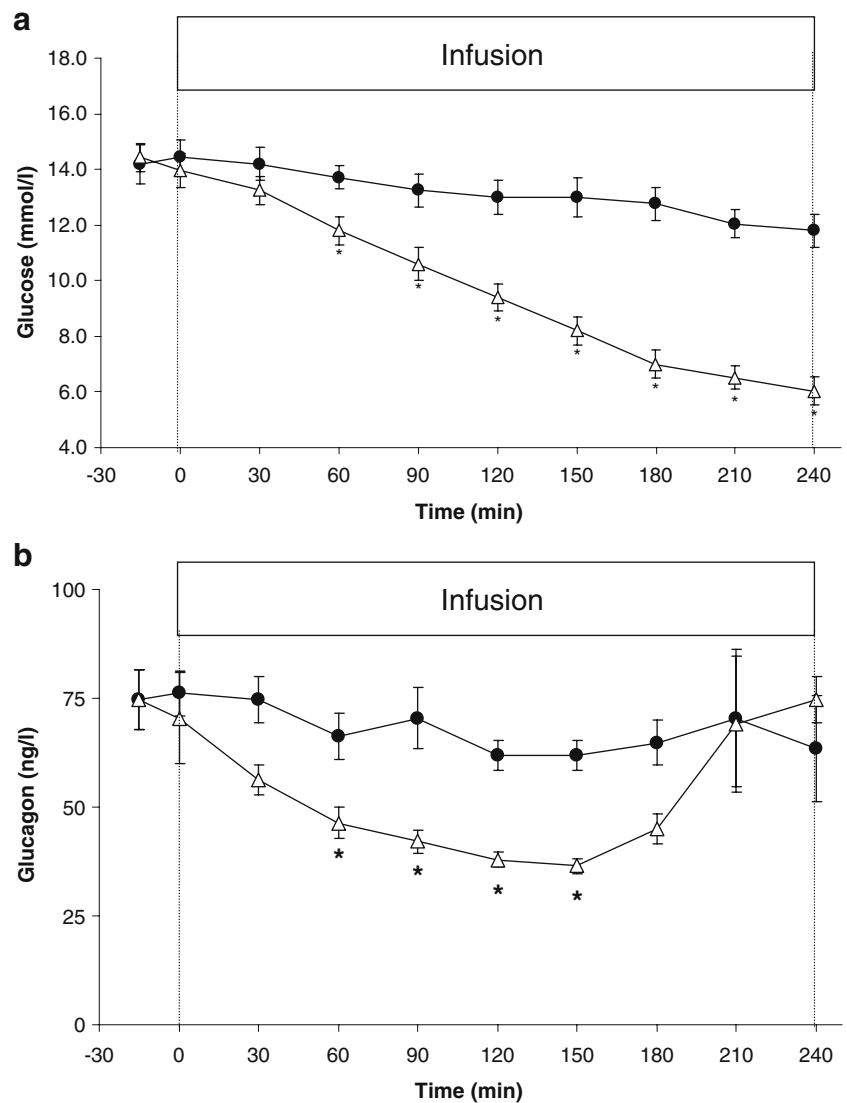 a
Infusion
18.0
16.0
14.0
12.0
10.0
8.0
6.0
4.0
Glucose (mmol/l)
* * * * * * *
-30 0 30 60 90 120 150 180 210 240
Time (min)
b
Infusion
100
75
50
25
0
Glucagon (ng/l)
* * * *
-30 0 30 60 90 120 150 180 210 240
Time (min)